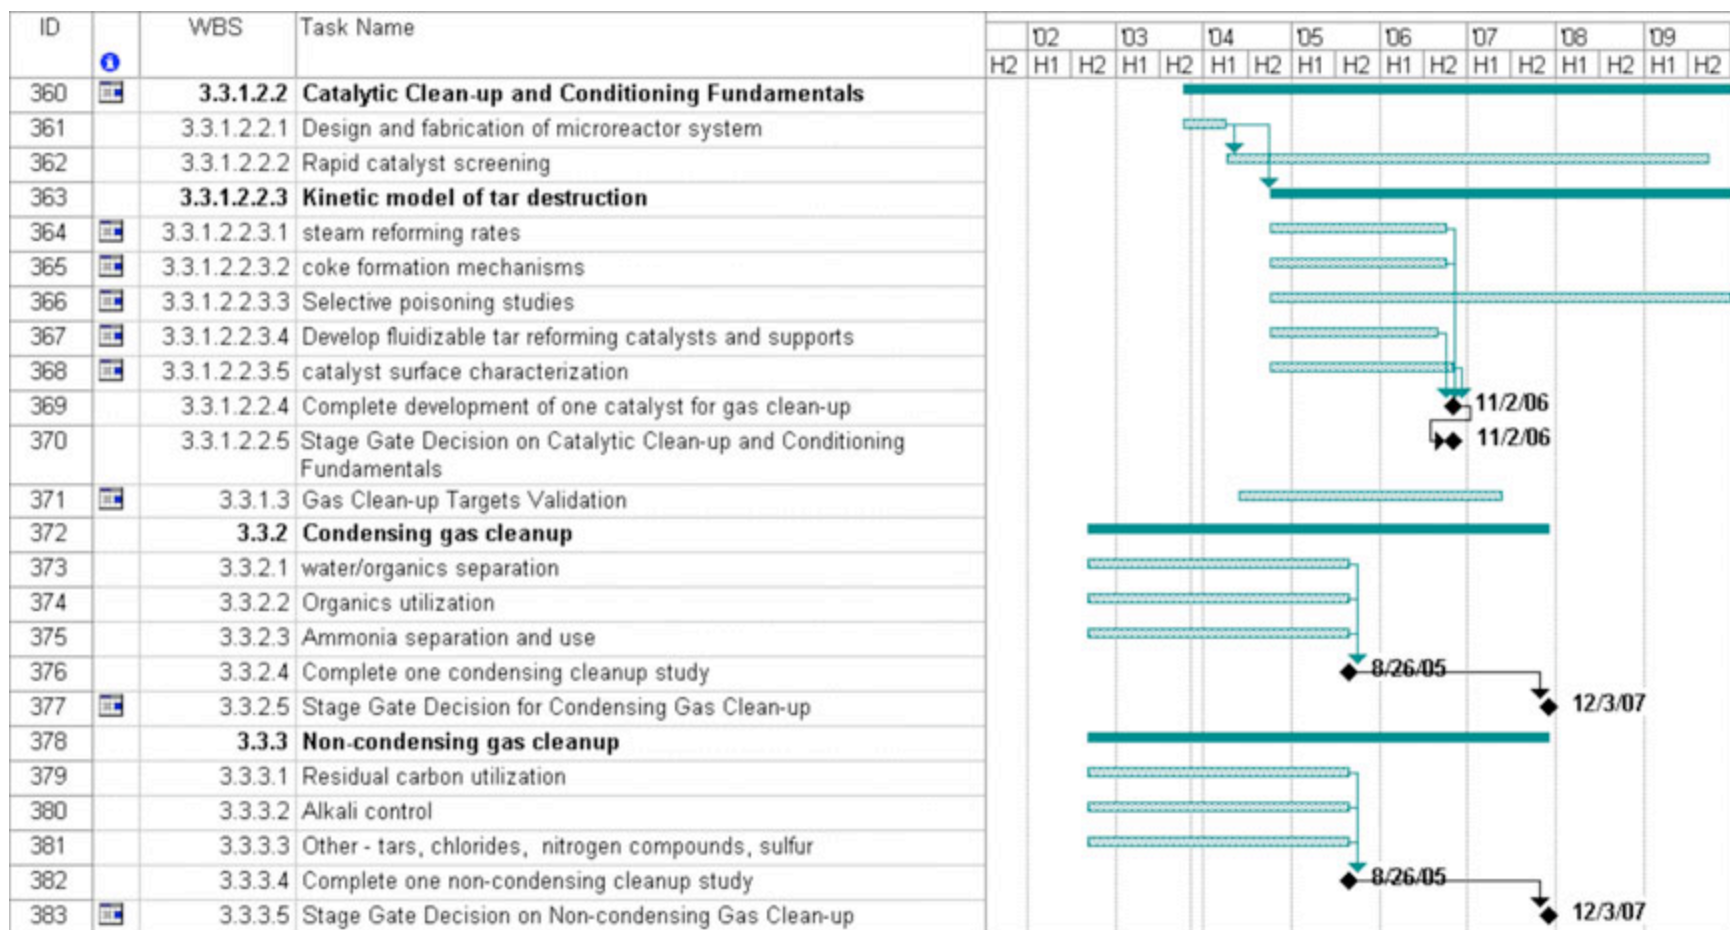 ID WBS Task Name
'02 '03 '04 '05 '06 '07 '08 '09
H2 H1 H2 H1 H2 H1 H2 H1 H2 H1 H2 H1 H2 H1 H2 H1 H2
360 3.3.1.2.2 Catalytic Clean-up and Conditioning Fundamentals
361 3.3.1.2.2.1 Design and fabrication of microreactor system
362 3.3.1.2.2.2 Rapid catalyst screening
363 3.3.1.2.2.3 Kinetic model of tar destruction
364 3.3.1.2.2.3.1 steam reforming rates
365 3.3.1.2.2.3.2 coke formation mechanisms
366 3.3.1.2.2.3.3 Selective poisoning studies
367 3.3.1.2.2.3.4 Develop fluidizable tar reforming catalysts and supports
368 3.3.1.2.2.3.5 catalyst surface characterization
369 3.3.1.2.2.4 Complete development of one catalyst for gas clean-up 11/2/06
370 3.3.1.2.2.5 Stage Gate Decision on Catalytic Clean-up and Conditioning 11/2/06
Fundamentals
371 3.3.1.3 Gas Clean-up Targets Validation
372 3.3.2 Condensing gas cleanup
373 3.3.2.1 water/organics separation
374 3.3.2.2 Organics utilization
375 3.3.2.3 Ammonia separation and use
376 3.3.2.4 Complete one condensing cleanup study 8/26/05
377 3.3.2.5 Stage Gate Decision for Condensing Gas Clean-up 12/3/07
378 3.3.3 Non-condensing gas cleanup
379 3.3.3.1 Residual carbon utilization
380 3.3.3.2 Alkali control
381 3.3.3.3 Other - tars, chlorides, nitrogen compounds, sulfur
382 3.3.3.4 Complete one non-condensing cleanup study 8/26/05
383 3.3.3.5 Stage Gate Decision on Non-condensing Gas Clean-up 12/3/07